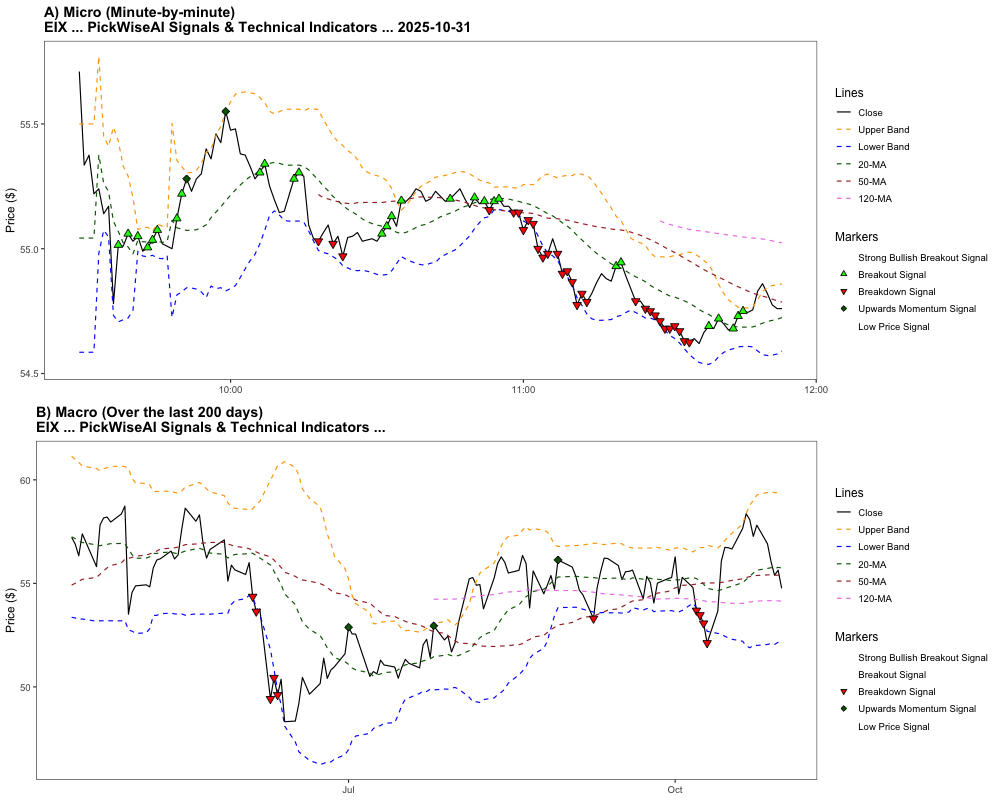 A) Micro (Minute-by-minute)
EIX ... PickWiseAI Signals & Technical Indicators ... 2025-10-31
Price ($)
55.5
55.0
54.5
10:00
11:00
12:00
Lines
Close
Upper Band
Lower Band
20-MA
50-MA
120-MA
Markers
Strong Bullish Breakout Signal
Breakout Signal
Breakdown Signal
Upwards Momentum Signal
Low Price Signal
B) Macro (Over the last 200 days)
EIX ... PickWiseAI Signals & Technical Indicators ...
Price ($)
60
55
50
Jul
Oct
Lines
Close
Upper Band
Lower Band
20-MA
50-MA
120-MA
Markers
Strong Bullish Breakout Signal
Breakout Signal
Breakdown Signal
Upwards Momentum Signal
Low Price Signal